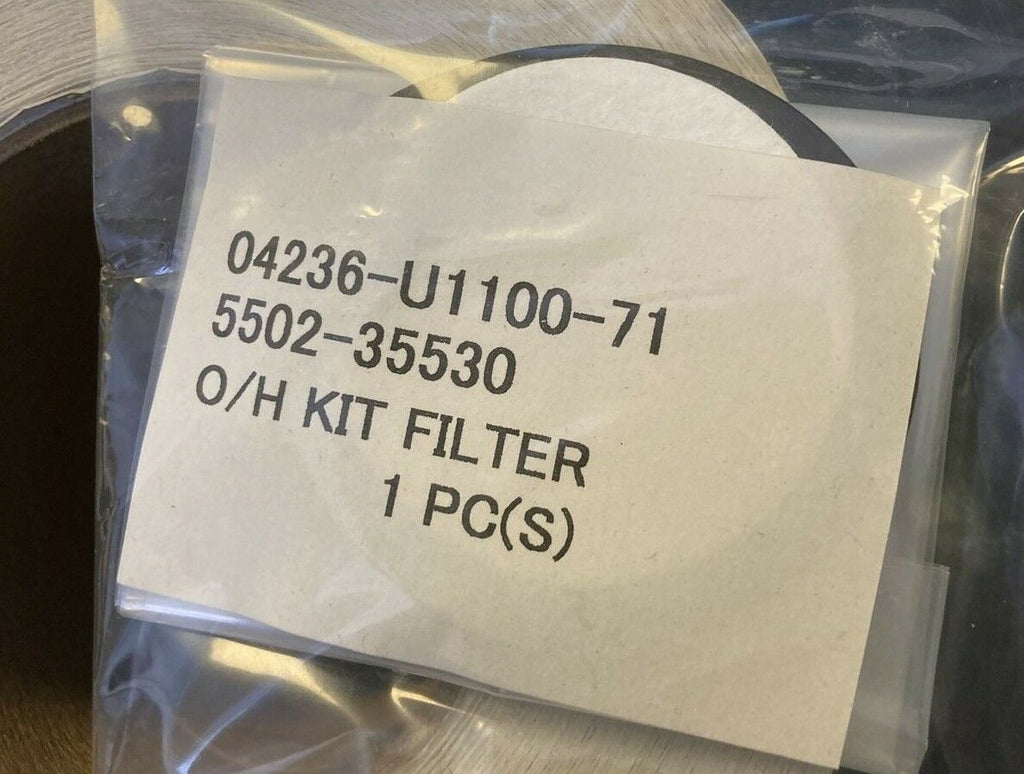 04236-U1100-71
5502-35530
O/H KIT FILTER
1 PC(S)